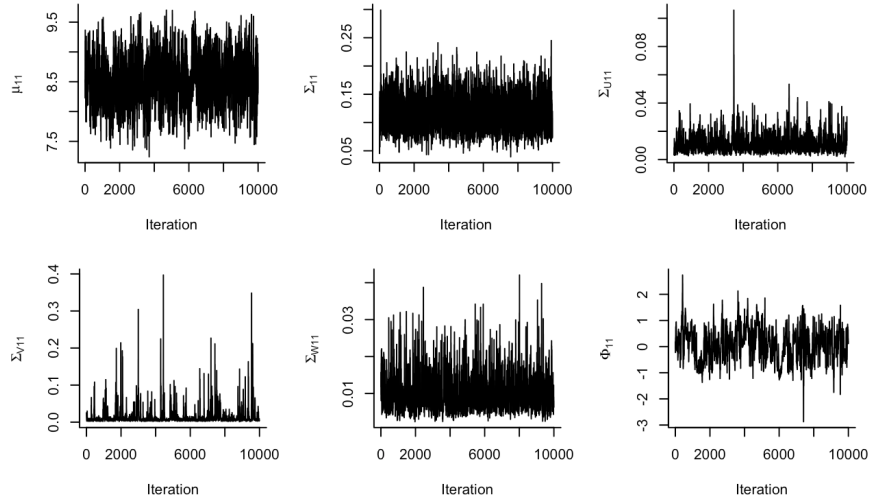 μ11
7.5 8.5 9.5
0 2000 6000 10000
Iteration
Σ11
0.05 0.15 0.25
0 2000 6000 10000
Iteration
ΣU11
0.00 0.04 0.08
0 2000 6000 10000
Iteration
ΣV11
0.0 0.1 0.2 0.3 0.4
0 2000 6000 10000
Iteration
ΣW11
0.01 0.03
0 2000 6000 10000
Iteration
Φ11
-3 -2 -1 0 1 2
0 2000 6000 10000
Iteration